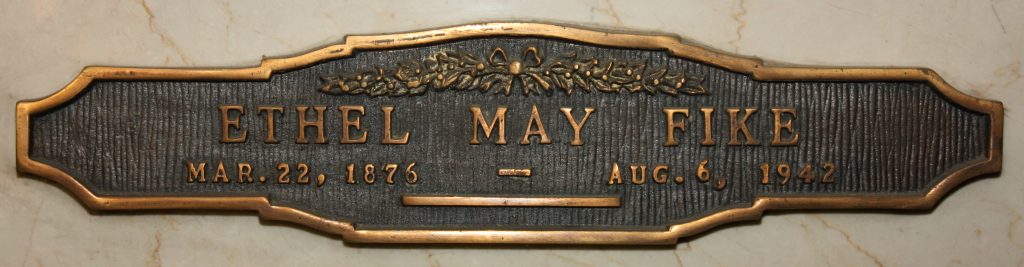 ETHEL MAY FIKE
MAR. 22, 1876 - AUG. 6, 1942